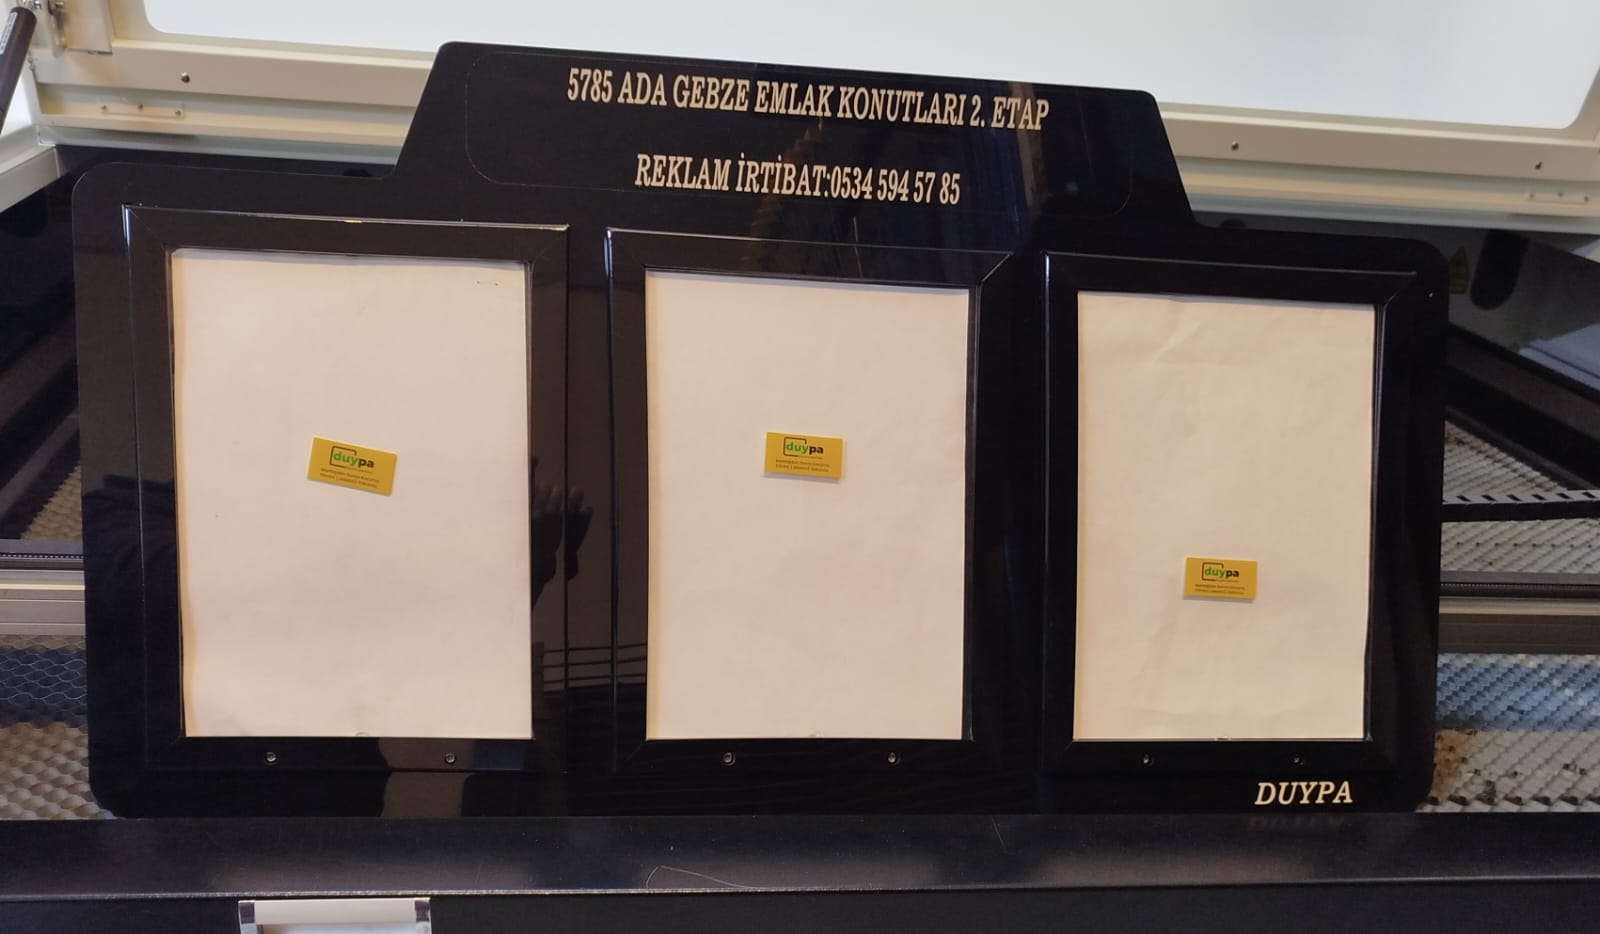 5785 ADA GEBZE EMLAK KONUTLARI 2. ETAP
REKLAM İRTİBAT:0534 594 57 85
duypa
duypa
duypa
DUYPA